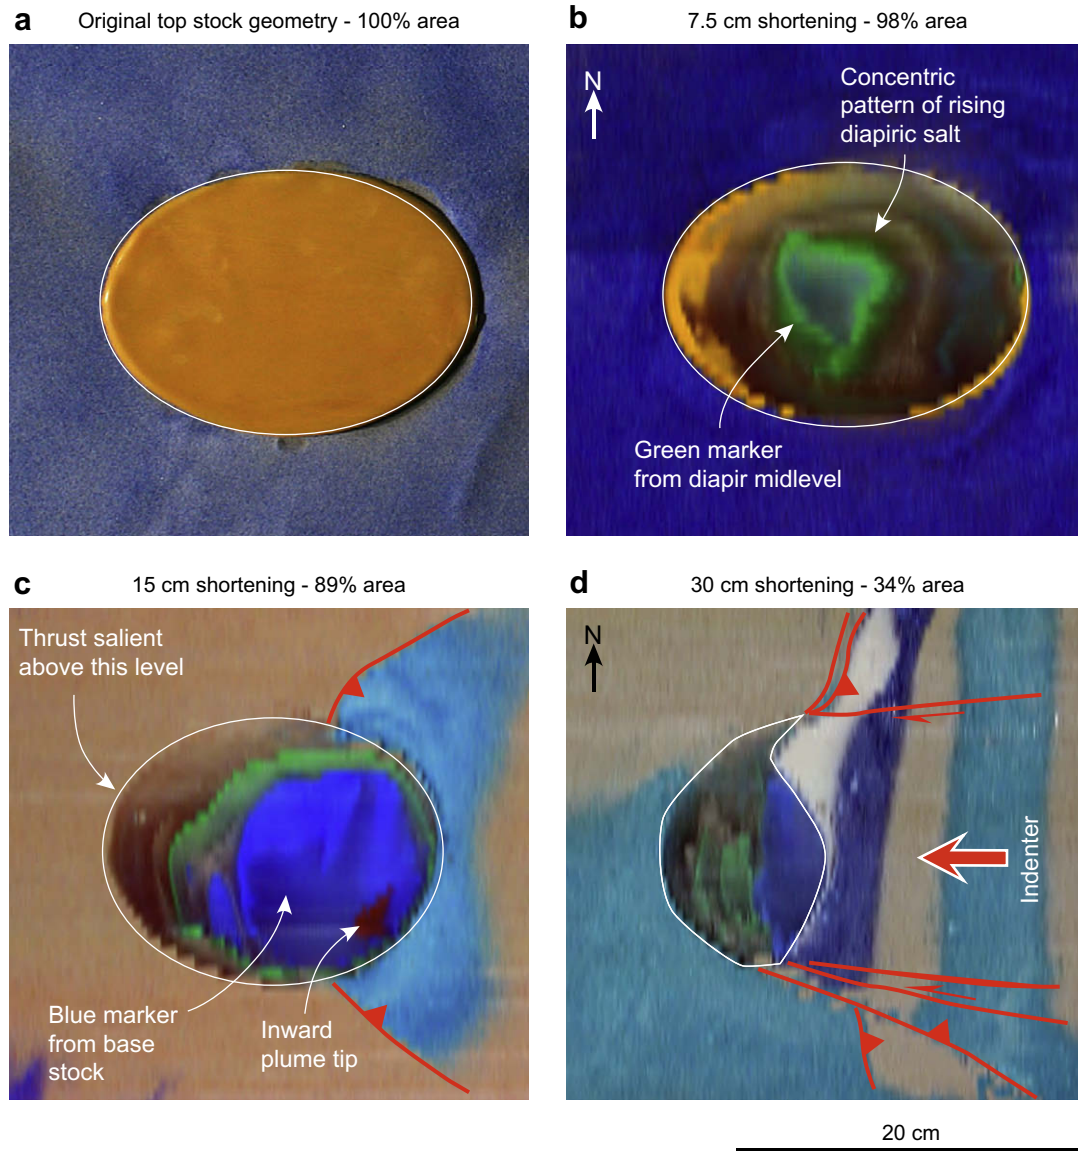 a
Original top stock geometry - 100% area
b
7.5 cm shortening - 98% area
N
Concentric
pattern of rising
diapiric salt
Green marker
from diapir midlevel
c
15 cm shortening - 89% area
Thrust salient
above this level
Blue marker
from base
stock
Inward
plume tip
d
30 cm shortening - 34% area
N
Indenter
20 cm